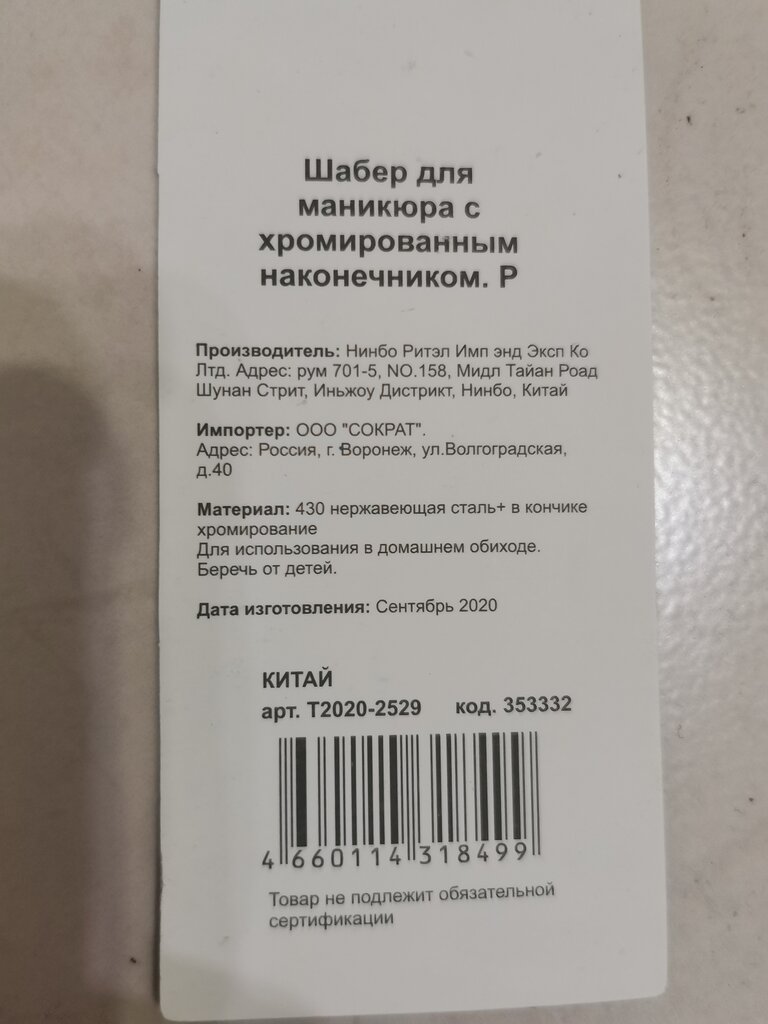 Шабер для
маникюра с
хромированным
наконечником. Р
Производитель: Нинбо Ритэл Имп энд Эксп Ко
Лтд. Адрес: рум 701-5, NO.158, Мидл Тайан Роад
Шунан Стрит, Иньжоу Дистрикт, Нинбо, Китай
Импортер: ООО "СОКРАТ".
Адрес: Россия, г. Воронеж, ул.Волгоградская,
д.40
Материал: 430 нержавеющая сталь+ в кончике
хромирование
Для использования в домашнем обиходе.
Беречь от детей.
Дата изготовления: Сентябрь 2020
КИТАЙ
арт. T2020-2529 код. 353332
4 660114 318499
Товар не подлежит обязательной
сертификации